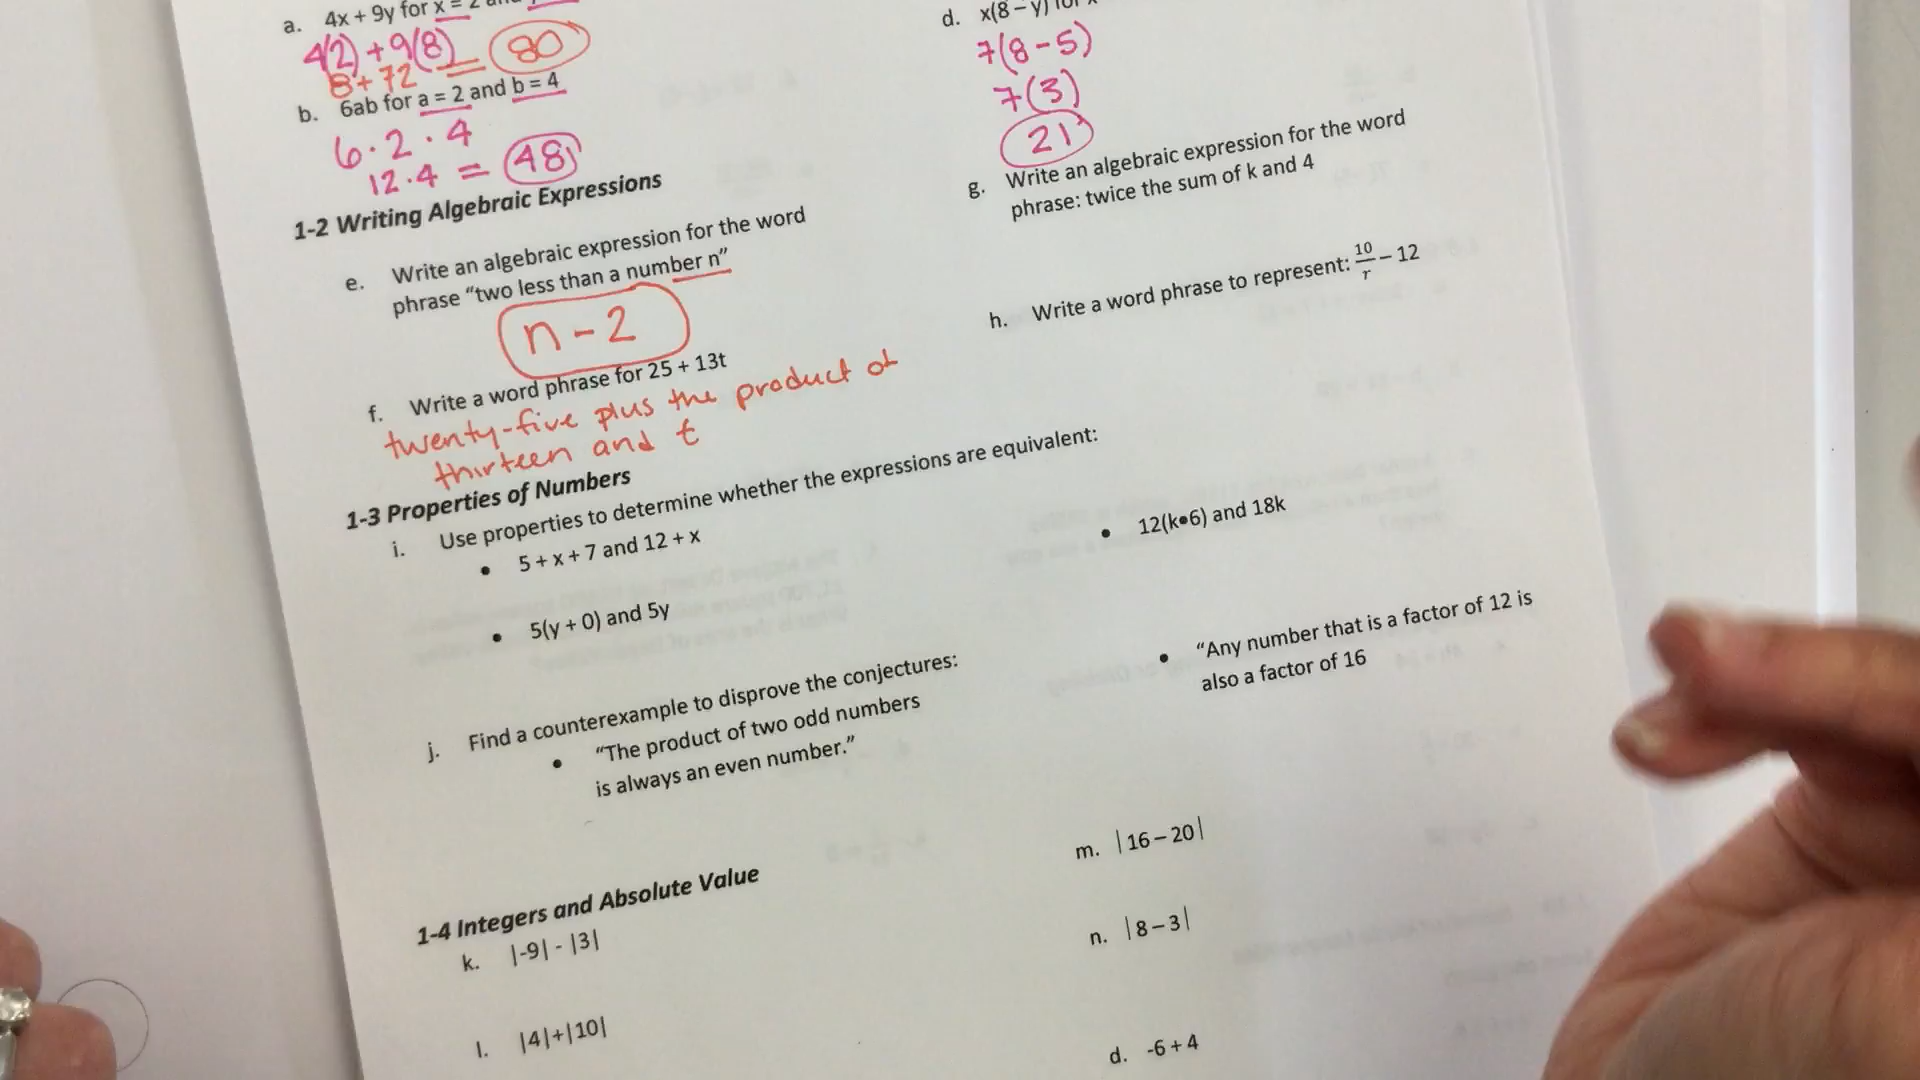 a. 4x + 9y for x = 2
4(2) + 9(8)
8 + 72 = 80
b. 6ab for a = 2 and b = 4
6 · 2 · 4
12 · 4 = 48
d. x(8 – y) for
7(8 - 5)
7(3)
21
1-2 Writing Algebraic Expressions
e. Write an algebraic expression for the word
phrase “two less than a number n”
n - 2
f. Write a word phrase for 25 + 13t
twenty-five plus the product of
thirteen and t
g. Write an algebraic expression for the word
phrase: twice the sum of k and 4
h. Write a word phrase to represent: 10/r – 12
1-3 Properties of Numbers
i. Use properties to determine whether the expressions are equivalent:
• 5 + x + 7 and 12 + x
• 12(k•6) and 18k
• 5(y + 0) and 5y
j. Find a counterexample to disprove the conjectures:
• “The product of two odd numbers
is always an even number.”
• “Any number that is a factor of 12 is
also a factor of 16
1-4 Integers and Absolute Value
k. |-9| - |3|
l. |4|+|10|
m. |16 – 20|
n. |8 – 3|
d. -6 + 4